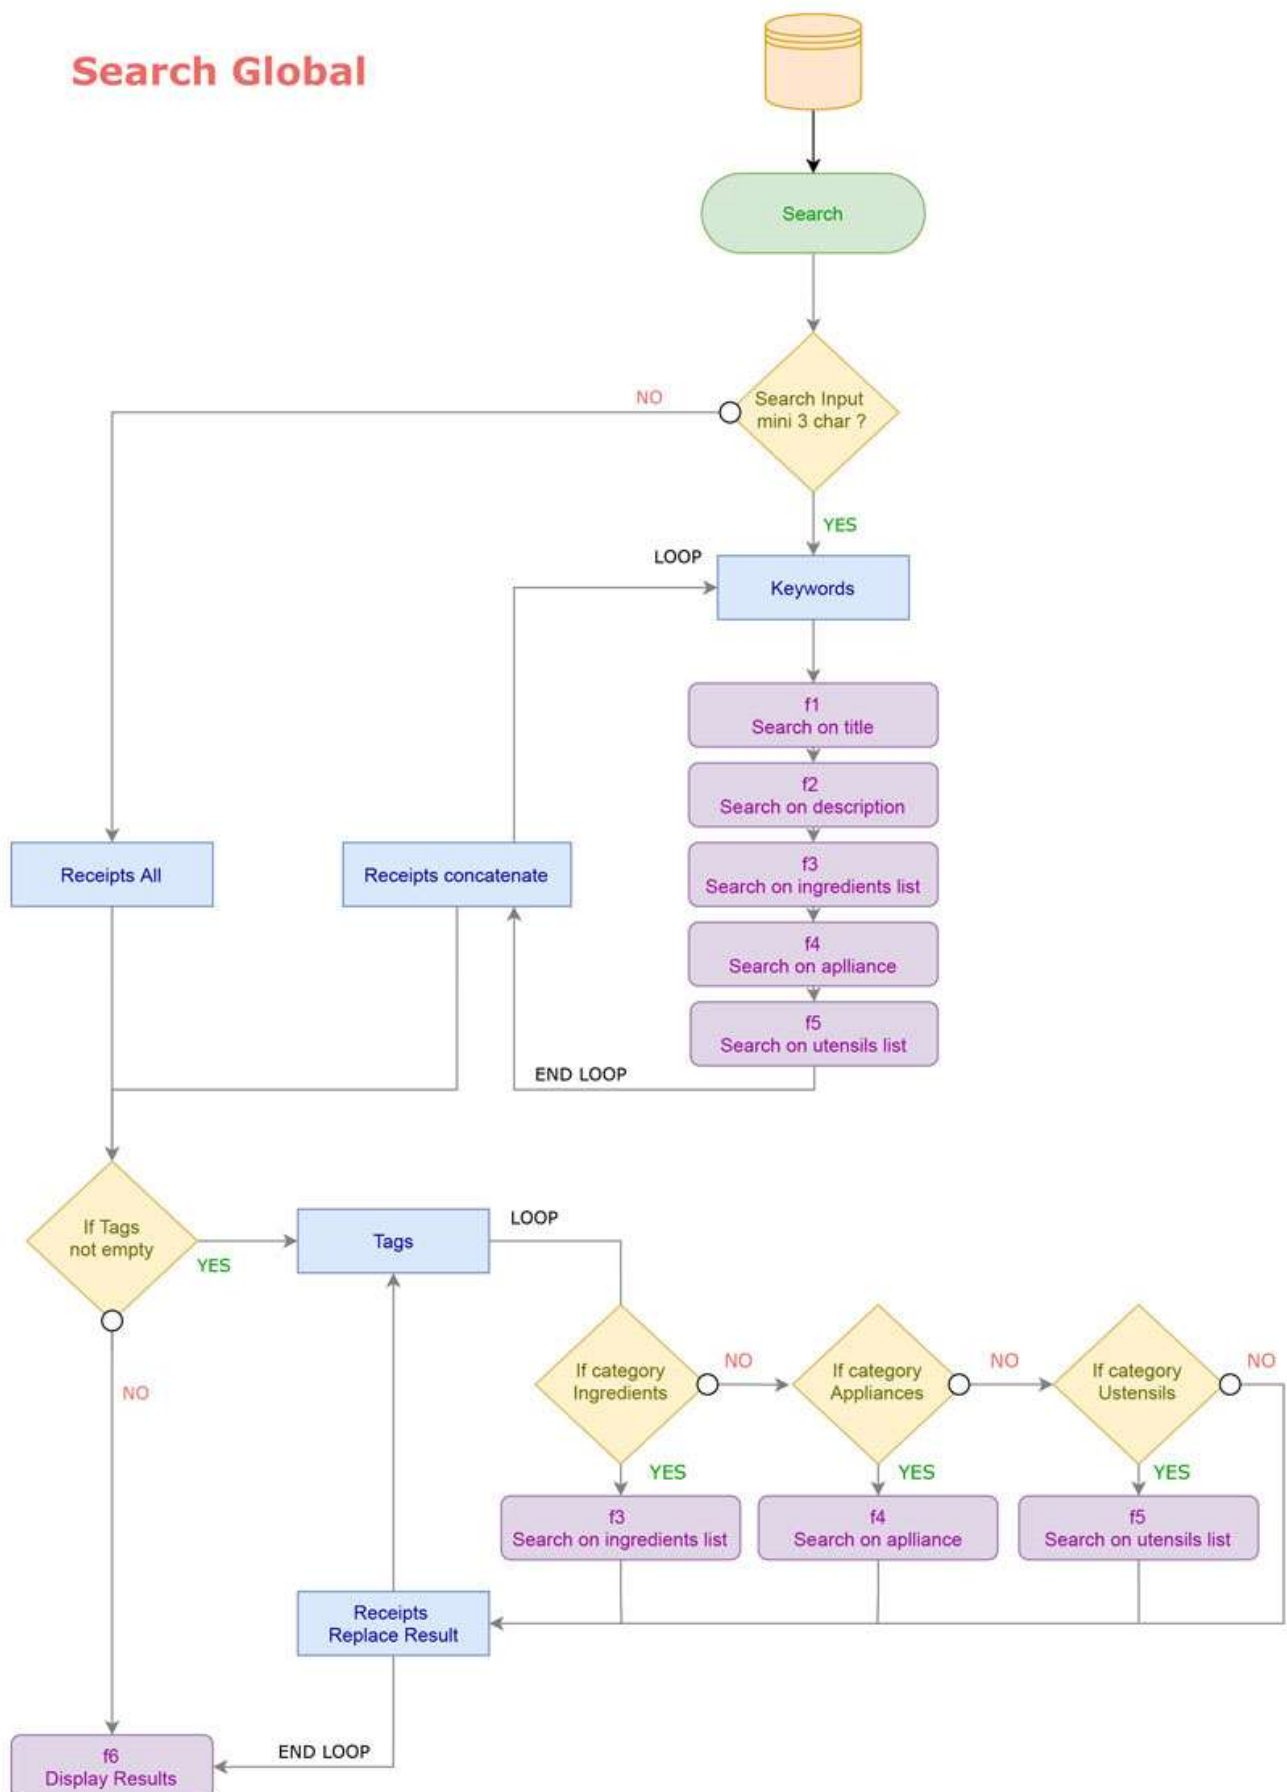 Search Global
Search
NO
Search Input
mini 3 char ?
YES
LOOP
Keywords
f1
Search on title
f2
Search on description
Receipts All
Receipts concatenate
f3
Search on ingredients list
f4
Search on aplliance
f5
Search on utensils list
END LOOP
If Tags
not empty
YES
Tags
LOOP
NO
If category
Ingredients
NO
If category
Appliances
NO
If category
Ustensils
NO
YES
YES
YES
f3
Search on ingredients list
f4
Search on aplliance
f5
Search on utensils list
Receipts
Replace Result
END LOOP
f6
Display Results